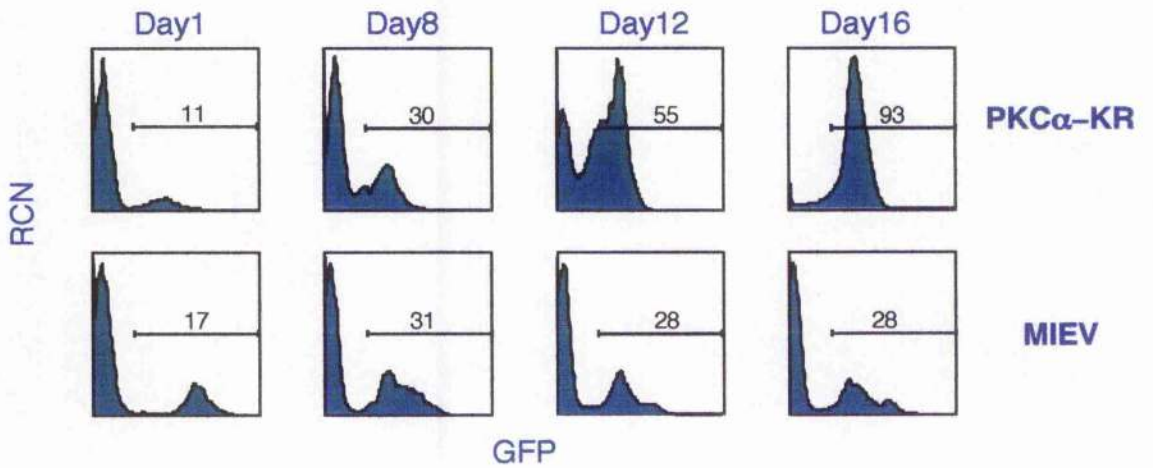 Day1 Day8 Day12 Day16
11 30 55 93 PKCα–KR
RCN
17 31 28 28 MIEV
GFP